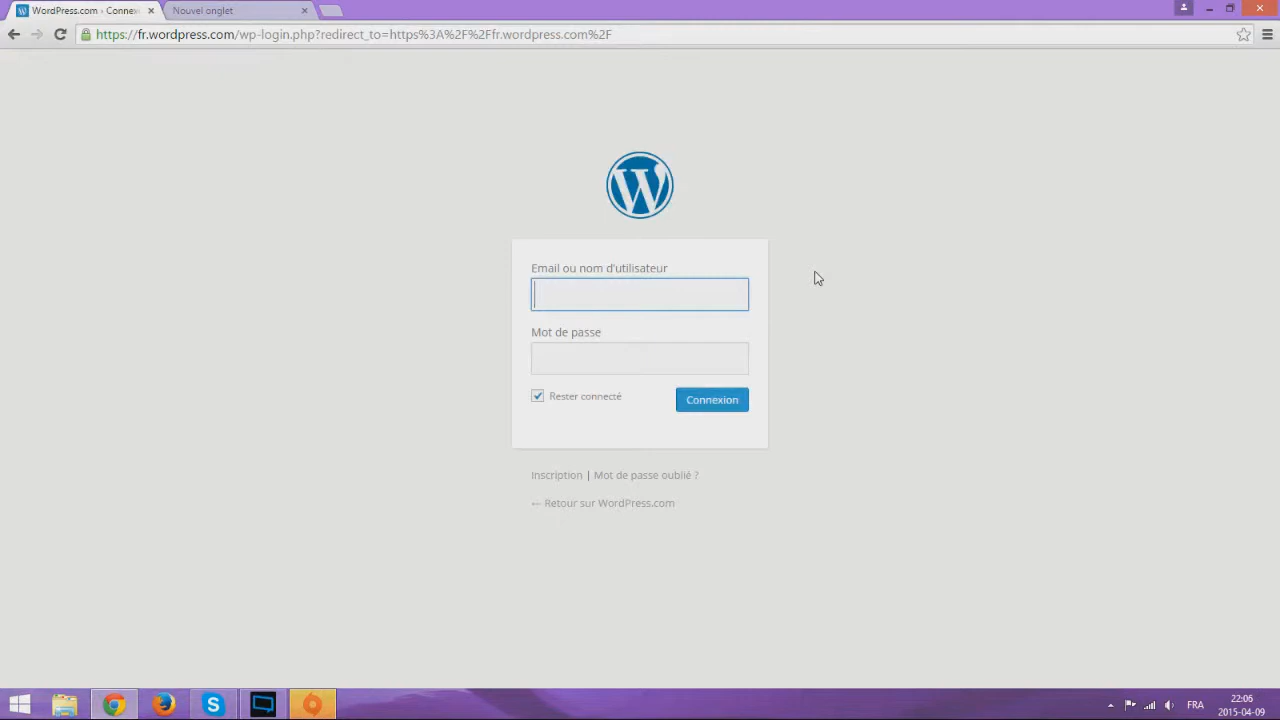 WordPress.com › Connex
Nouvel onglet
https://fr.wordpress.com/wp-login.php?redirect_to=https%3A%2F%2Ffr.wordpress.com%2F
Email ou nom d'utilisateur
Mot de passe
Rester connecté
Connexion
Inscription | Mot de passe oublié ?
← Retour sur WordPress.com
FRA
22:06
2015-04-09